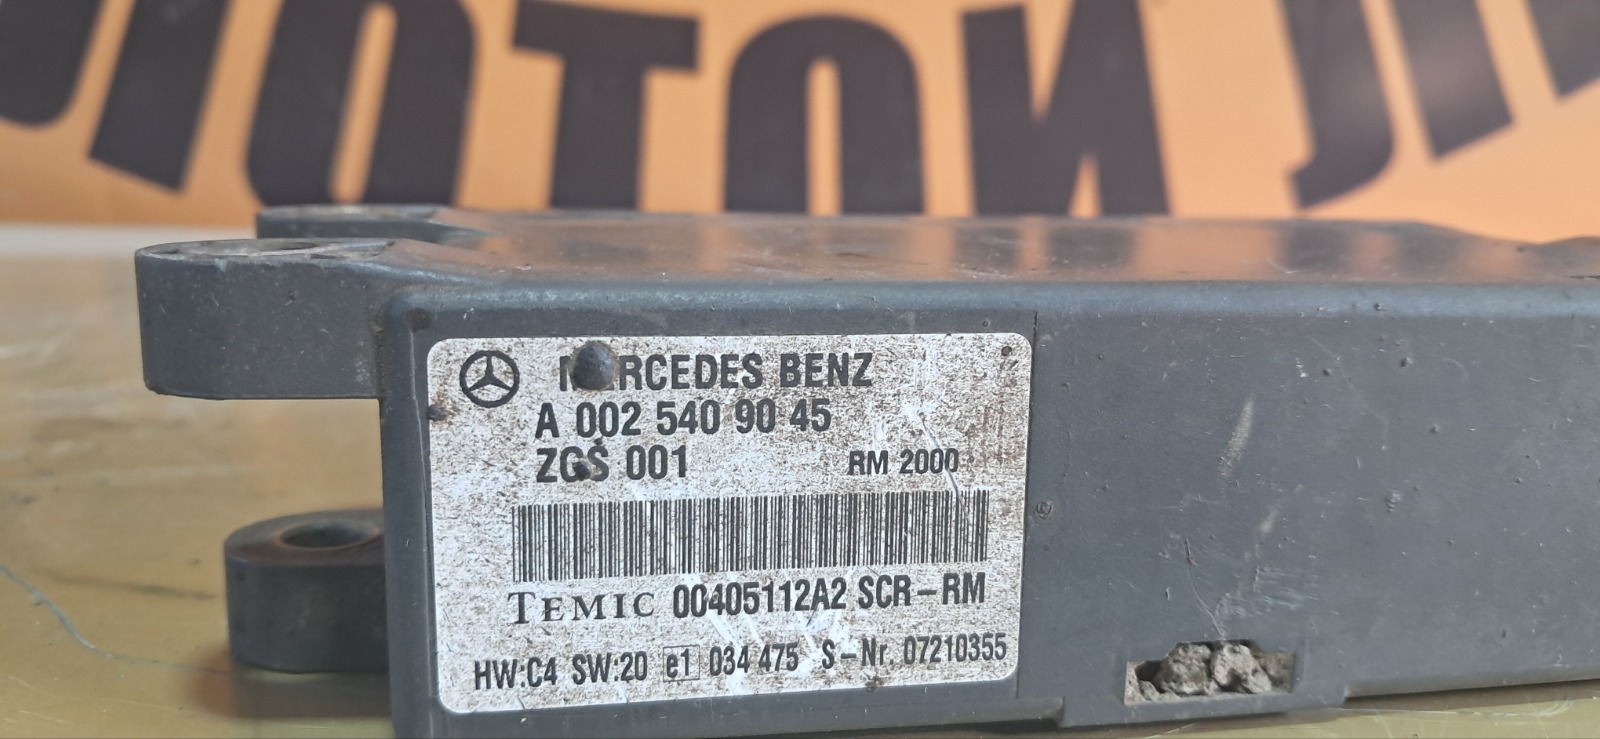 MERCEDES BENZ
A 002 540 90 45
ZGS 001 RM 2000
TEMIC 00405112A2 SCR-RM
HW:C4 SW:20 e1 034 475 S-Nr. 07210355